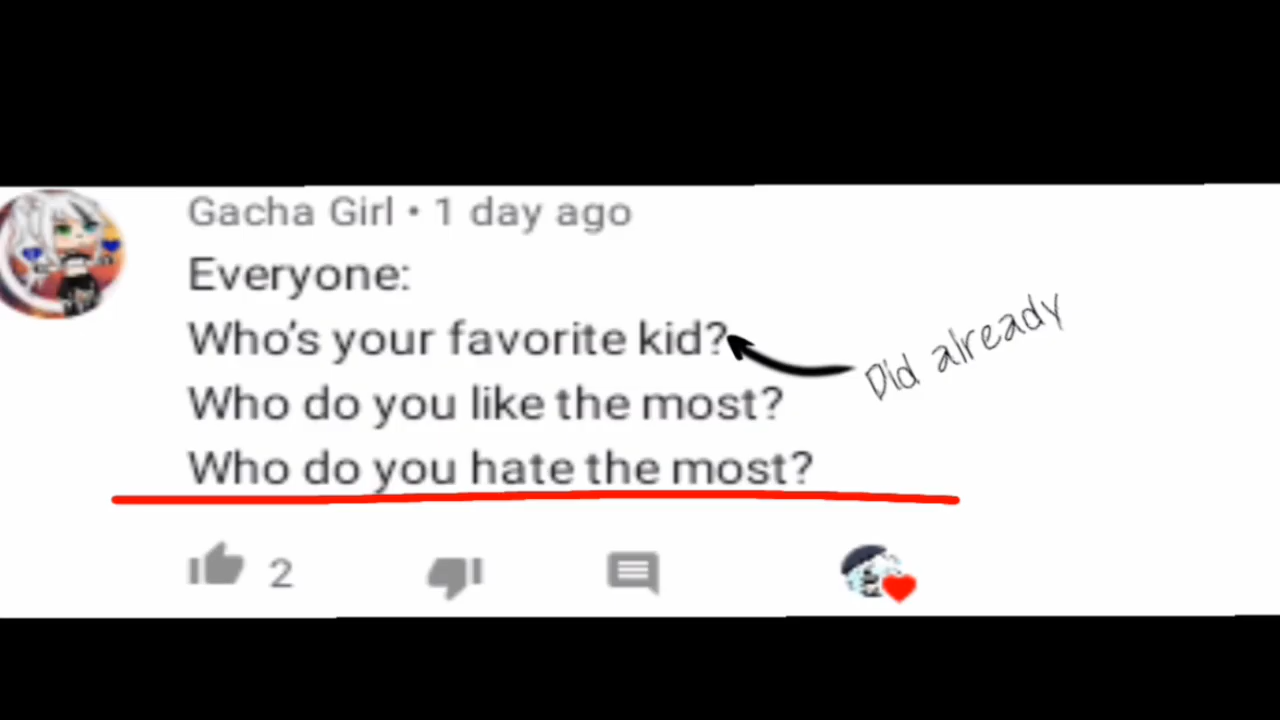 Gacha Girl • 1 day ago
Everyone:
Who's your favorite kid?
Did already
Who do you like the most?
Who do you hate the most?
2